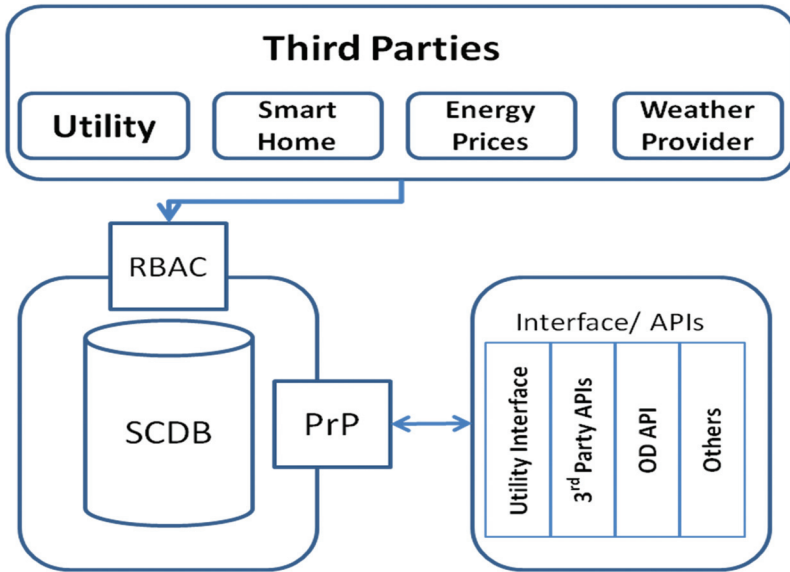 Third Parties
Utility
Smart
Home
Energy
Prices
Weather
Provider
RBAC
SCDB
PrP
Interface/ APIs
Utility Interface
3rd Party APIs
OD API
Others